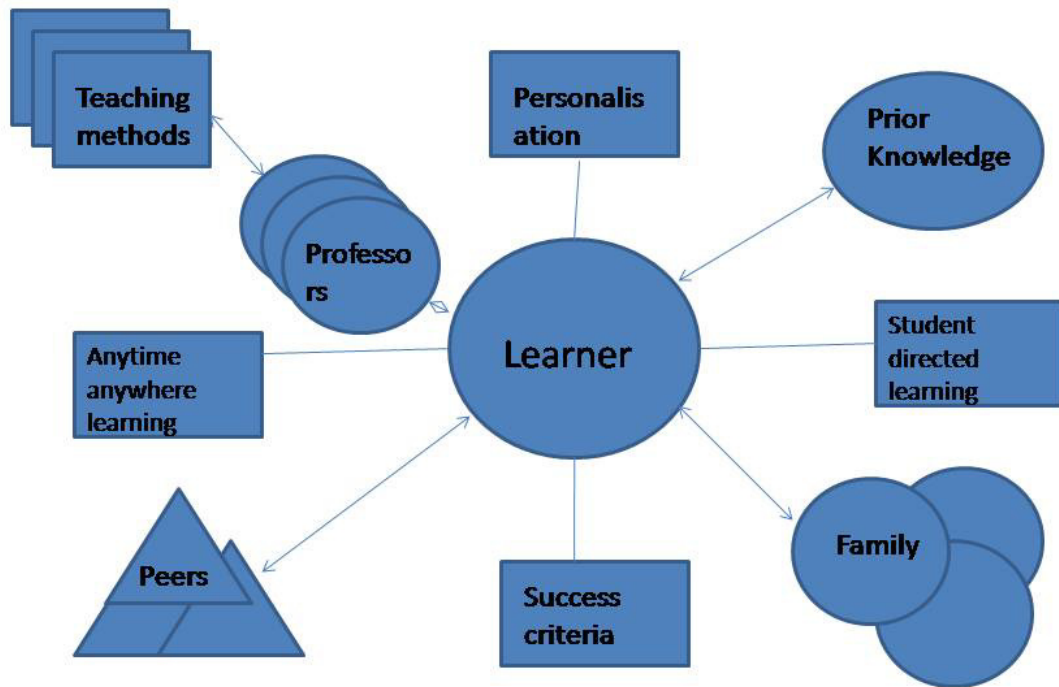 Teaching
methods
Personalis
ation
Prior
Knowledge
Professo
rs
Learner
Anytime
anywhere
learning
Student
directed
learning
Peers
Success
criteria
Family